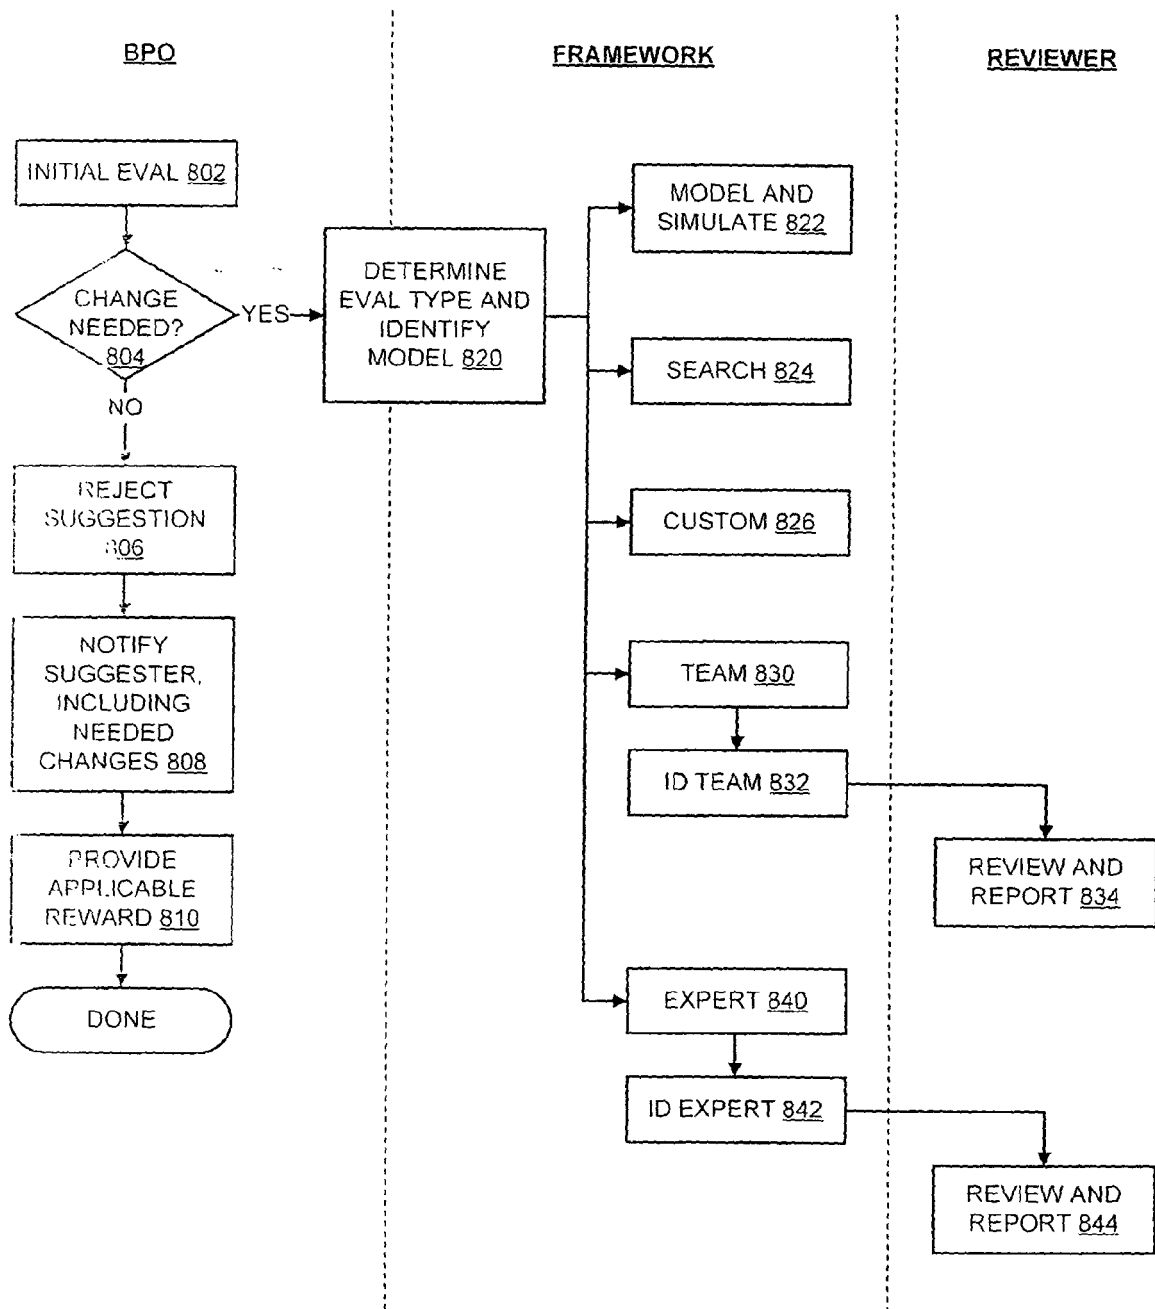 BPO
FRAMEWORK
REVIEWER
INITIAL EVAL 802
CHANGE
NEEDED?
804
YES
NO
REJECT
SUGGESTION
806
NOTIFY
SUGGESTER,
INCLUDING
NEEDED
CHANGES 808
PROVIDE
APPLICABLE
REWARD 810
DONE
DETERMINE
EVAL TYPE AND
IDENTIFY
MODEL 820
MODEL AND
SIMULATE 822
SEARCH 824
CUSTOM 826
TEAM 830
ID TEAM 832
REVIEW AND
REPORT 834
EXPERT 840
ID EXPERT 842
REVIEW AND
REPORT 844